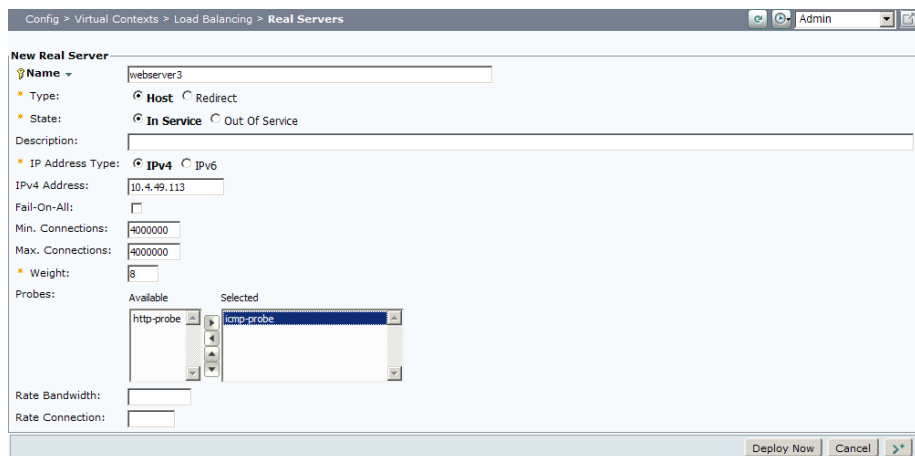 Config > Virtual Contexts > Load Balancing > Real Servers
Admin
New Real Server
Name
webserver3
* Type: Host Redirect
* State: In Service Out Of Service
Description:
* IP Address Type: IPv4 IPv6
IPv4 Address: 10.4.49.113
Fail-On-All:
Min. Connections: 4000000
Max. Connections: 4000000
* Weight: 8
Probes: Available Selected
http-probe icmp-probe
Rate Bandwidth:
Rate Connection:
Deploy Now Cancel